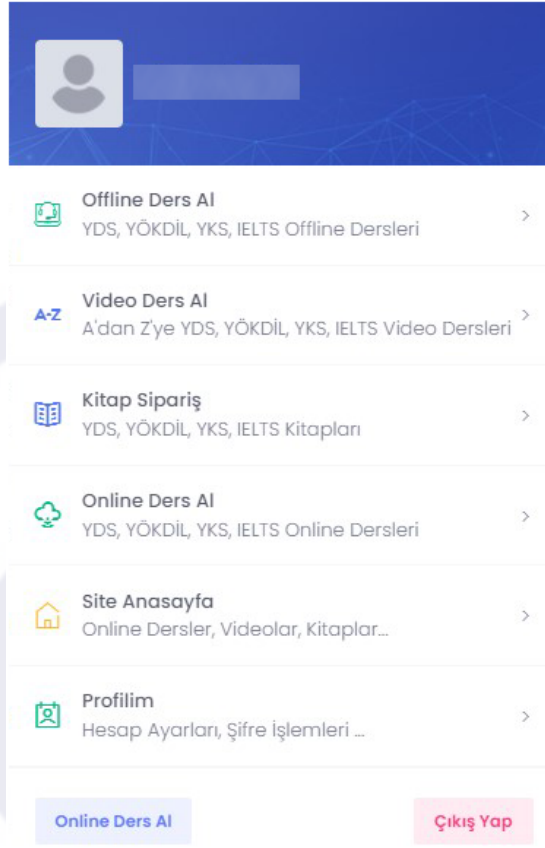 Offline Ders Al
YDS, YÖKDİL, YKS, IELTS Offline Dersleri
A-Z
Video Ders Al
A'dan Z'ye YDS, YÖKDİL, YKS, IELTS Video Dersleri
Kitap Sipariş
YDS, YÖKDİL, YKS, IELTS Kitapları
Online Ders Al
YDS, YÖKDİL, YKS, IELTS Online Dersleri
Site Anasayfa
Online Dersler, Videolar, Kitaplar...
Profilim
Hesap Ayarları, Şifre İşlemleri ...
Online Ders Al
Çıkış Yap